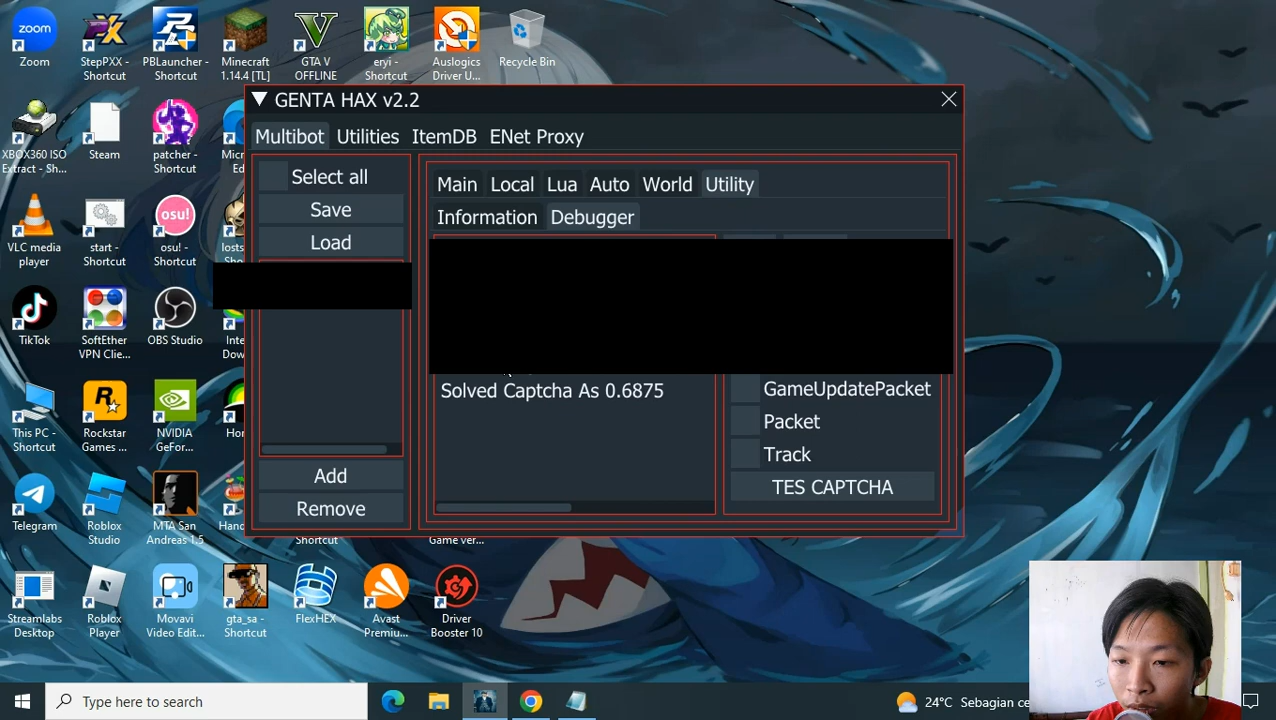 Zoom
StepPXX -
Shortcut
PBLauncher -
Shortcut
Minecraft
1.14.4 [TL]
GTA V
OFFLINE
eryi -
Shortcut
Auslogics
Driver U...
Recycle Bin
XBOX360 ISO
Extract - Sh...
Steam
patcher -
Shortcut
VLC media
player
start -
Shortcut
osu!
osu! -
Shortcut
TikTok
SoftEther
VPN Clie...
OBS Studio
This PC -
Shortcut
Rockstar
Games ...
NVIDIA
GeFor...
Telegram
Roblox
Studio
MTA San
Andreas 1.5
Shortcut
Game ver...
Streamlabs
Desktop
Roblox
Player
Movavi
Video Edit...
gta_sa -
Shortcut
FlexHEX
Avast
Premiu...
Driver
Booster 10
GENTA HAX v2.2
Multibot Utilities ItemDB ENet Proxy
Select all
Save
Load
Add
Remove
Main Local Lua Auto World Utility
Information Debugger
Solved Captcha As 0.6875
GameUpdatePacket
Packet
Track
TES CAPTCHA
Type here to search
24°C Sebagian ce